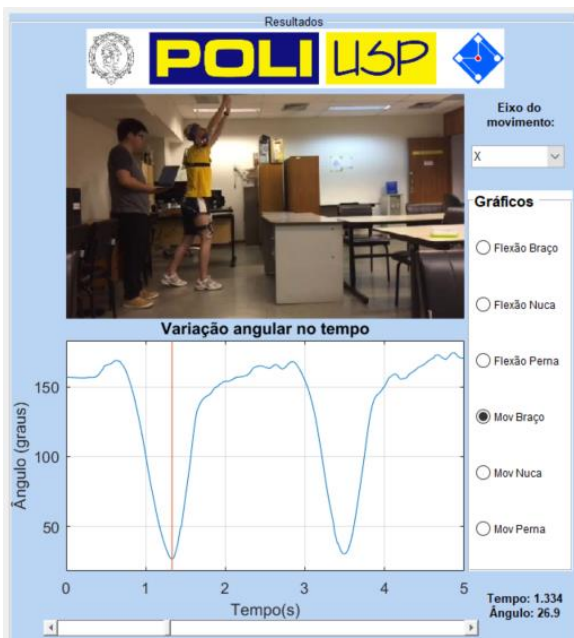 Resultados
POLI USP
Eixo do
movimento:
X
Gráficos
Flexão Braço
Flexão Nuca
Flexão Perna
Mov Braço
Mov Nuca
Mov Perna
Variação angular no tempo
Ângulo (graus)
150
100
50
0 1 2 3 4 5
Tempo(s)
Tempo: 1.334
Ângulo: 26.9